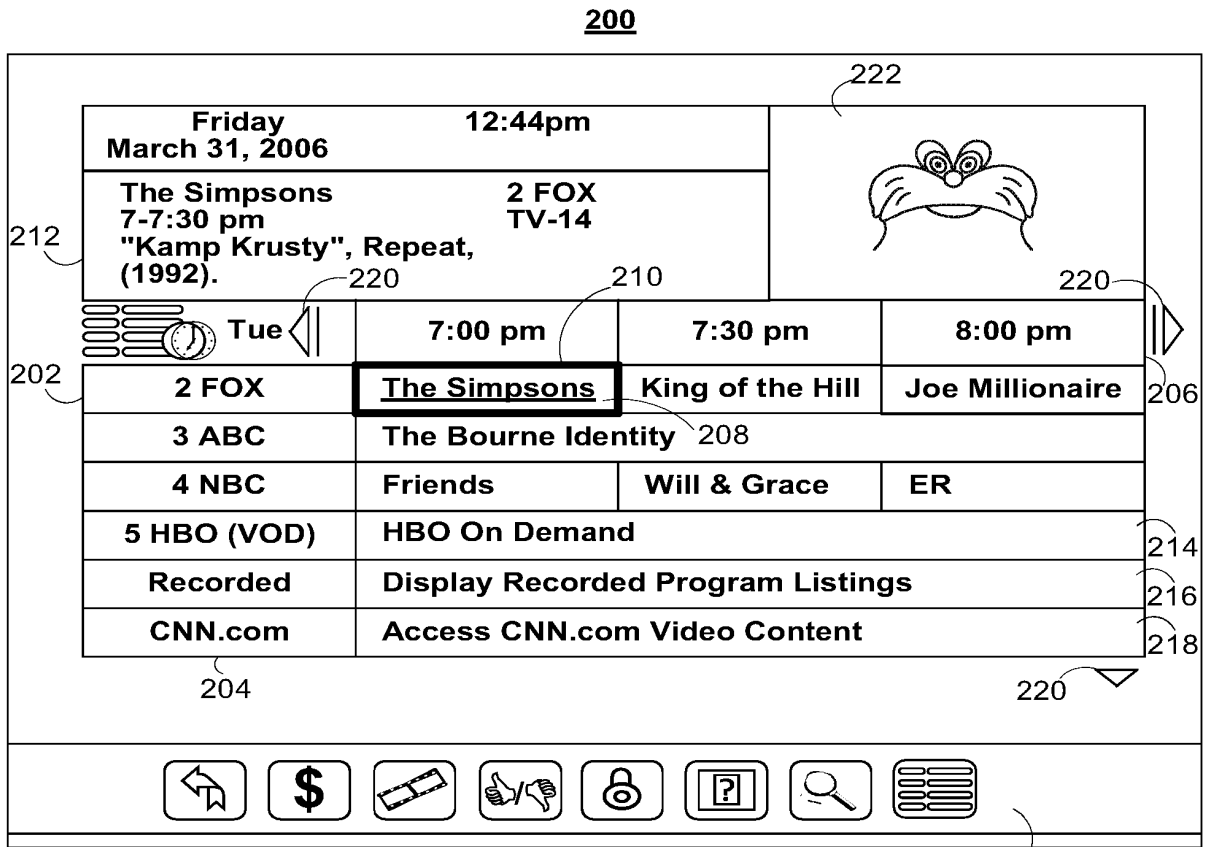 200
222
Friday 12:44pm
March 31, 2006
The Simpsons 2 FOX
7-7:30 pm TV-14
"Kamp Krusty", Repeat,
(1992).
212
220
210
220
Tue 7:00 pm 7:30 pm 8:00 pm
202
2 FOX The Simpsons King of the Hill Joe Millionaire
206
3 ABC The Bourne Identity
208
4 NBC Friends Will & Grace ER
5 HBO (VOD) HBO On Demand
214
Recorded Display Recorded Program Listings
216
CNN.com Access CNN.com Video Content
218
204
220
$ / ?